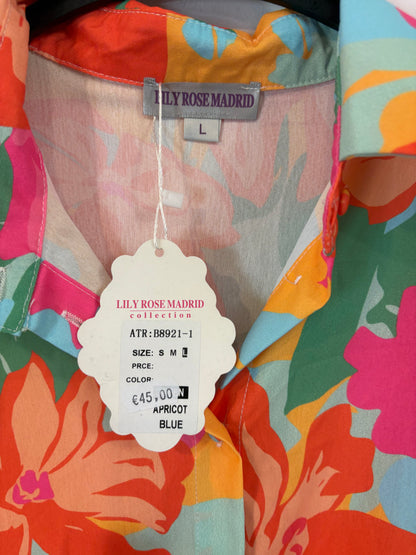 LILY ROSE MADRID
L
LILY ROSE MADRID
collection
ATR:B8921-1
SIZE: S M L
PRCE:
COLOR:
€45,00
APRICOT
BLUE